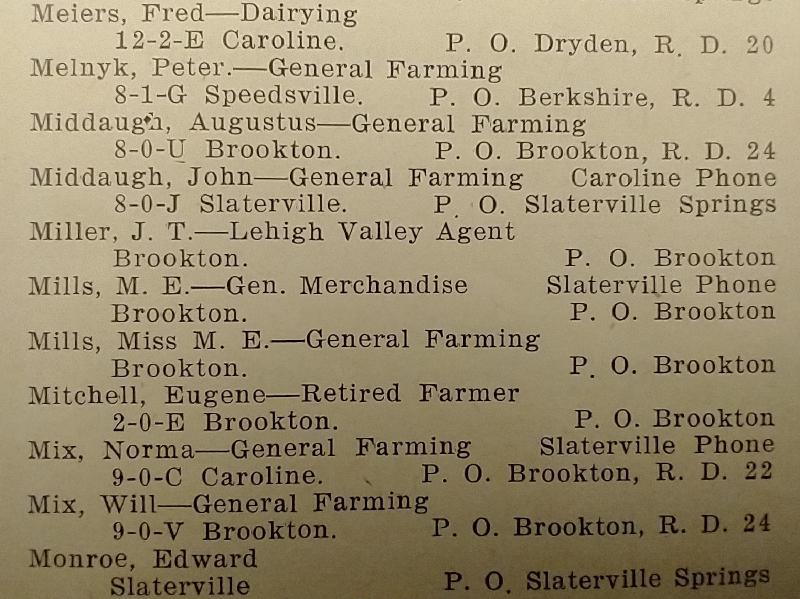 Meiers, Fred—Dairying
12-2-E Caroline. P. O. Dryden, R. D. 20
Melnyk, Peter.—General Farming
8-1-G Speedsville. P. O. Berkshire, R. D. 4
Middaugh, Augustus—General Farming
8-0-U Brookton. P. O. Brookton, R. D. 24
Middaugh, John—General Farming Caroline Phone
8-0-J Slaterville. P. O. Slaterville Springs
Miller, J. T.—Lehigh Valley Agent
Brookton. P. O. Brookton
Mills, M. E.—Gen. Merchandise Slaterville Phone
Brookton. P. O. Brookton
Mills, Miss M. E.—General Farming
Brookton. P. O. Brookton
Mitchell, Eugene—Retired Farmer
2-0-E Brookton. P. O. Brookton
Mix, Norma—General Farming Slaterville Phone
9-0-C Caroline. P. O. Brookton, R. D. 22
Mix, Will—General Farming
9-0-V Brookton. P. O. Brookton, R. D. 24
Monroe, Edward
Slaterville P. O. Slaterville Springs